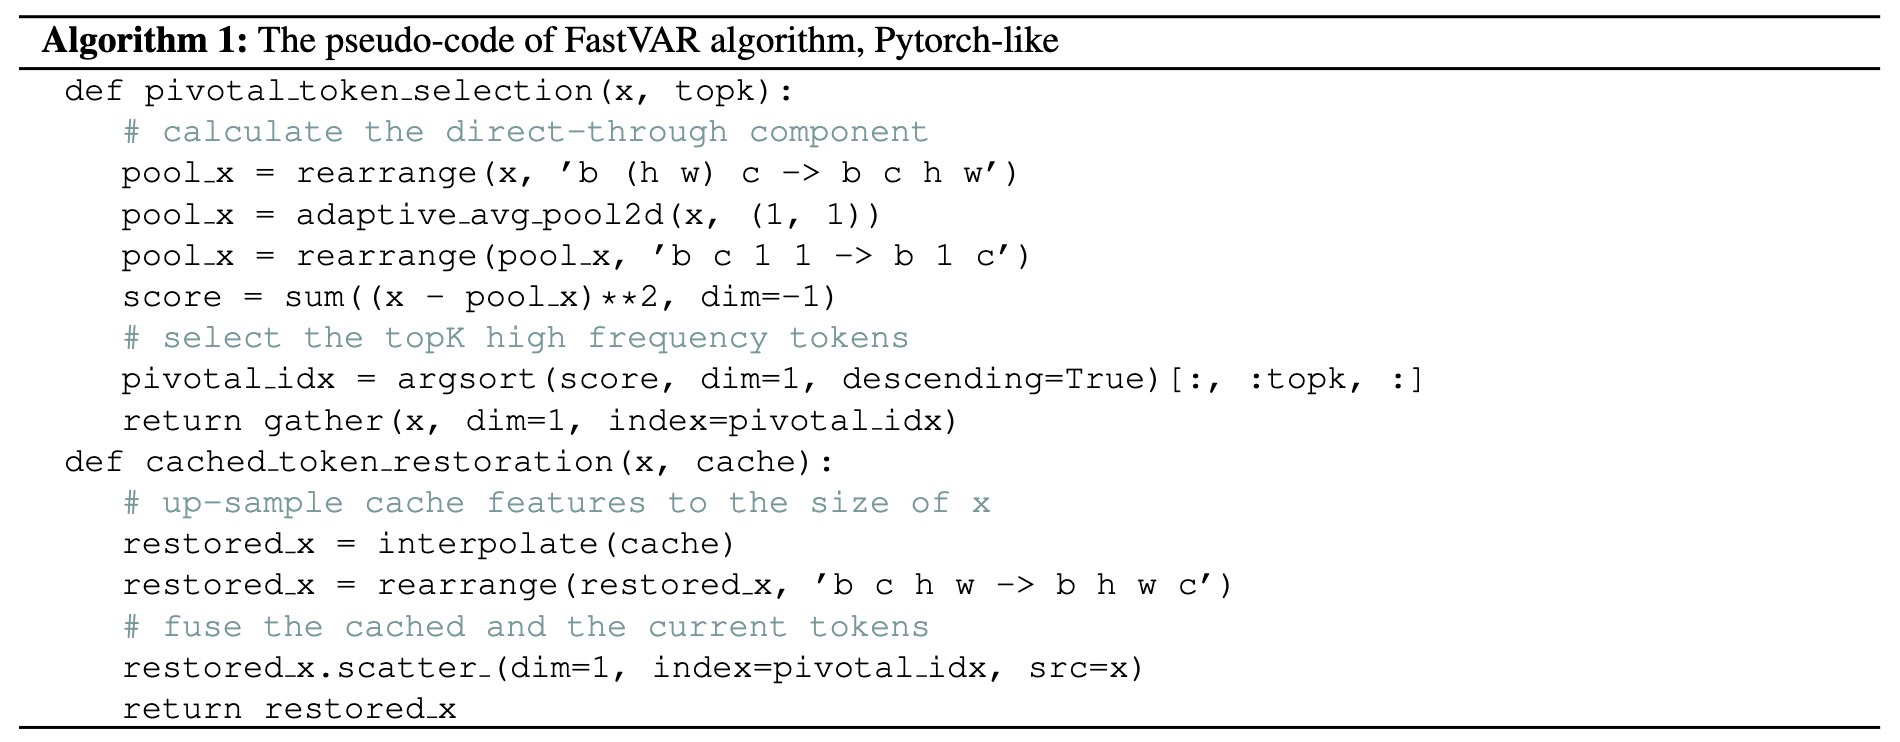 Algorithm 1: The pseudo-code of FastVAR algorithm, Pytorch-like
def pivotal_token_selection(x, topk):
# calculate the direct-through component
pool_x = rearrange(x, 'b (h w) c -> b c h w')
pool_x = adaptive_avg_pool2d(x, (1, 1))
pool_x = rearrange(pool_x, 'b c 1 1 -> b 1 c')
score = sum((x - pool_x)**2, dim=-1)
# select the topK high frequency tokens
pivotal_idx = argsort(score, dim=1, descending=True)[:, :topk, :]
return gather(x, dim=1, index=pivotal_idx)
def cached_token_restoration(x, cache):
# up-sample cache features to the size of x
restored_x = interpolate(cache)
restored_x = rearrange(restored_x, 'b c h w -> b h w c')
# fuse the cached and the current tokens
restored_x.scatter_(dim=1, index=pivotal_idx, src=x)
return restored_x